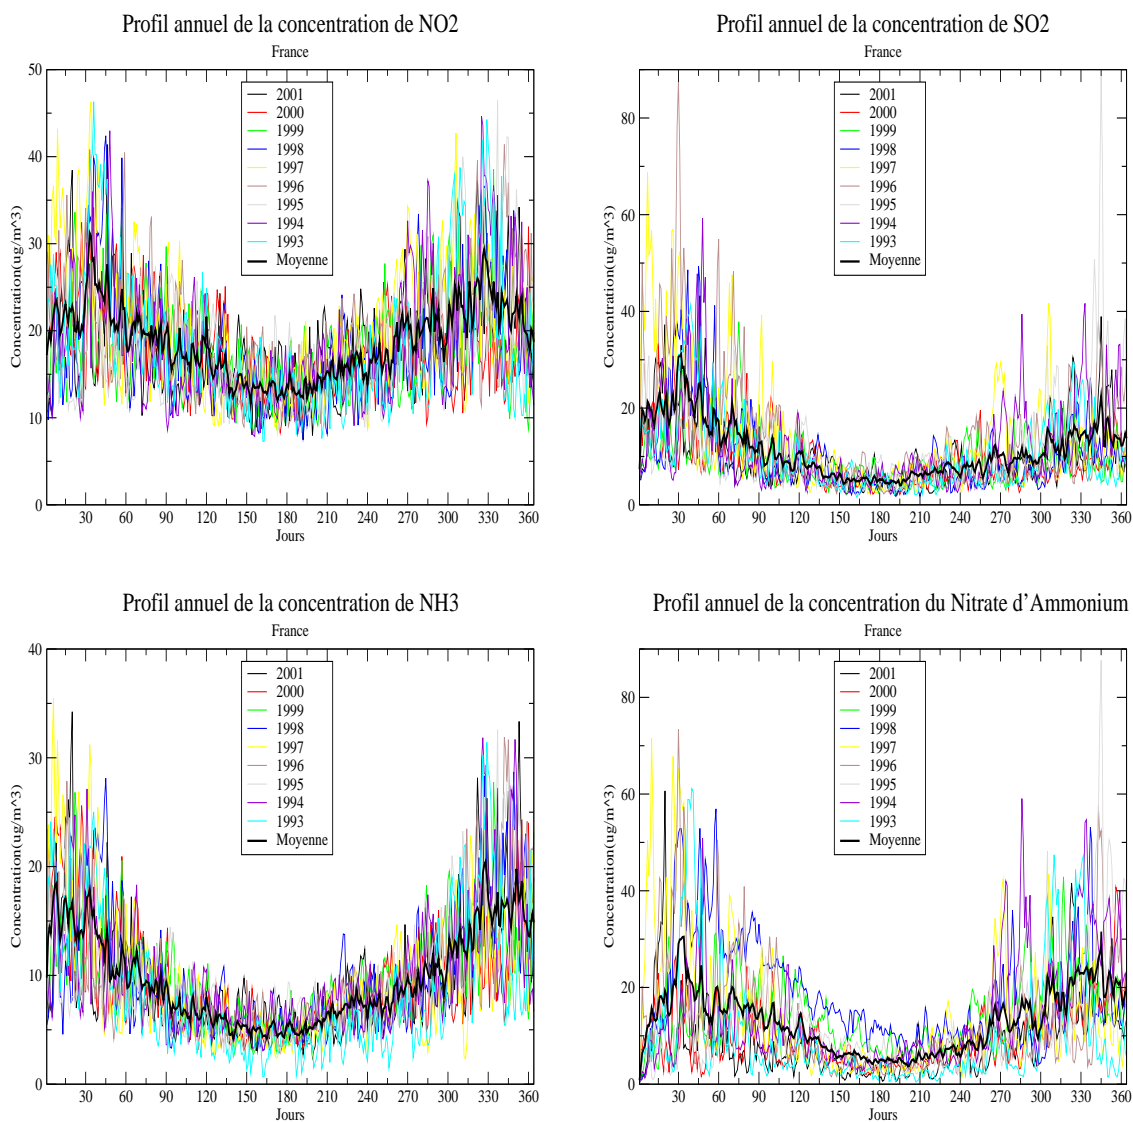 Profil annuel de la concentration de NO2
France
50
40
30
20
10
0
Concentration(ug/m^3)
2001
2000
1999
1998
1997
1996
1995
1994
1993
Moyenne
30 60 90 120 150 180 210 240 270 300 330 360
Jours
Profil annuel de la concentration de SO2
France
80
60
40
20
0
Concentration(ug/m^3)
2001
2000
1999
1998
1997
1996
1995
1994
1993
Moyenne
30 60 90 120 150 180 210 240 270 300 330 360
Jours
Profil annuel de la concentration de NH3
France
40
30
20
10
0
Concentration(ug/m^3)
2001
2000
1999
1998
1997
1996
1995
1994
1993
Moyenne
30 60 90 120 150 180 210 240 270 300 330 360
Jours
Profil annuel de la concentration du Nitrate d'Ammonium
France
80
60
40
20
0
Concentration(ug/m^3)
2001
2000
1999
1998
1997
1996
1995
1994
1993
Moyenne
30 60 90 120 150 180 210 240 270 300 330 360
Jours